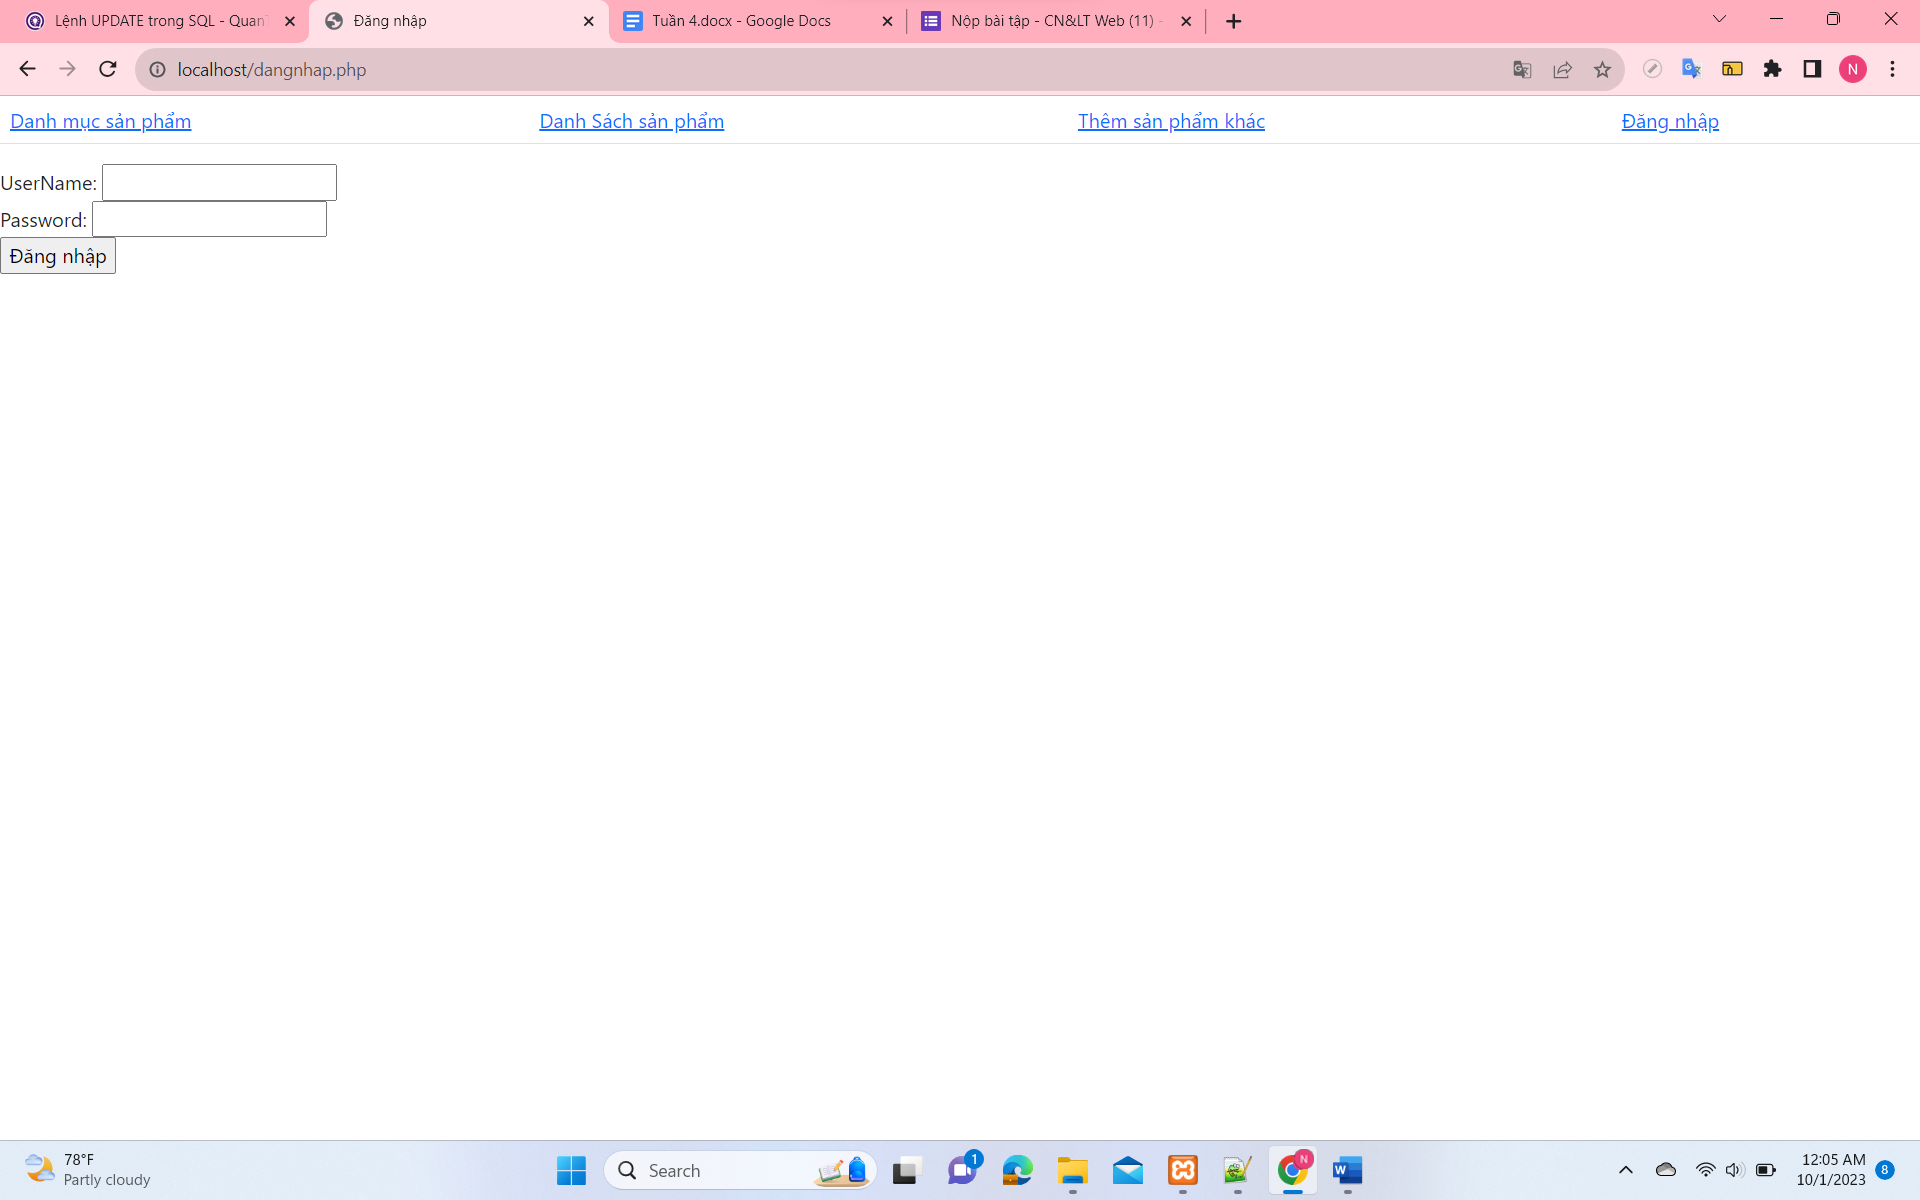 Lệnh UPDATE trong SQL - Quan
Đăng nhập
Tuần 4.docx - Google Docs
Nộp bài tập - CN&LT Web (11) -
localhost/dangnhap.php
N
Danh mục sản phẩm
Danh Sách sản phẩm
Thêm sản phẩm khác
Đăng nhập
UserName:
Password:
Đăng nhập
78°F
Partly cloudy
Search
1
N
12:05 AM
10/1/2023
8